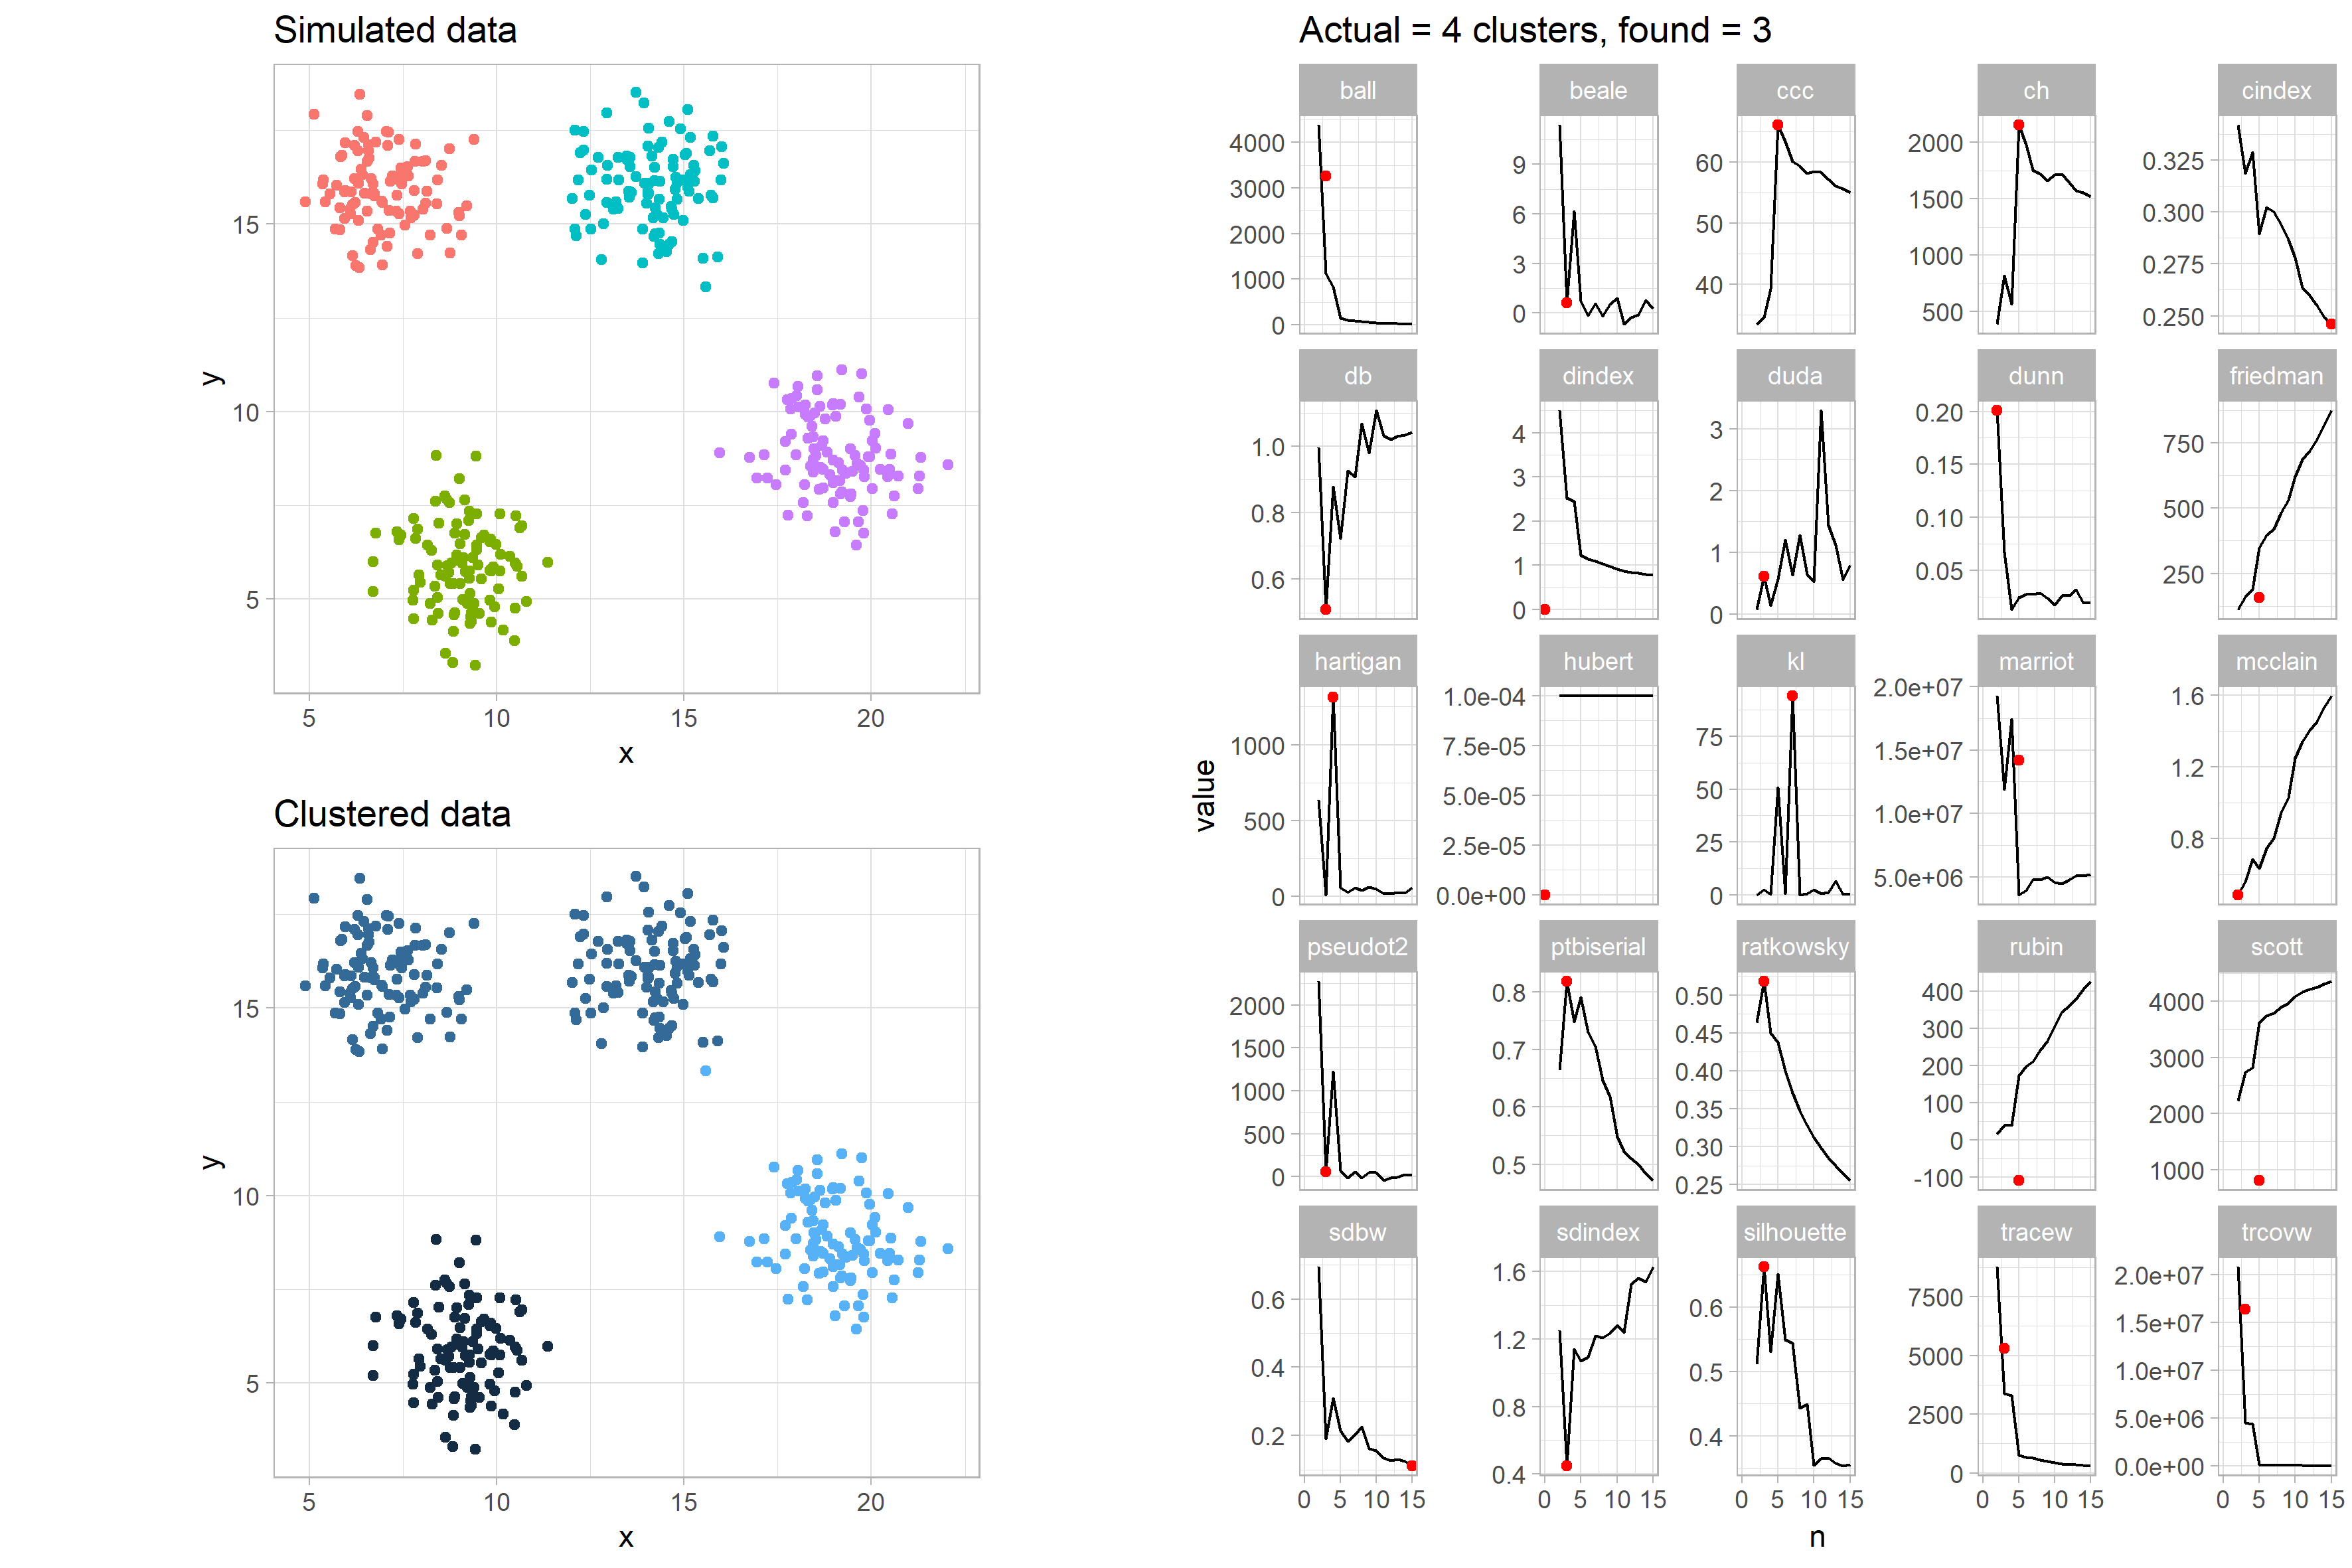 Simulated data
15
10
5
y
5 10 15 20
x
Clustered data
15
10
5
y
5 10 15 20
x
Actual = 4 clusters, found = 3
value
ball
4000
3000
2000
1000
0
beale
9
6
3
0
ccc
60
50
40
ch
2000
1500
1000
500
cindex
0.325
0.300
0.275
0.250
db
1.0
0.8
0.6
dindex
4
3
2
1
0
duda
3
2
1
0
dunn
0.20
0.15
0.10
0.05
friedman
750
500
250
hartigan
1000
500
0
hubert
1.0e-04
7.5e-05
5.0e-05
2.5e-05
0.0e+00
kl
75
50
25
0
marriot
2.0e+07
1.5e+07
1.0e+07
5.0e+06
mcclain
1.6
1.2
0.8
pseudot2
2000
1500
1000
500
0
ptbiserial
0.8
0.7
0.6
0.5
ratkowsky
0.50
0.45
0.40
0.35
0.30
0.25
rubin
400
300
200
100
0
-100
scott
4000
3000
2000
1000
sdbw
0.6
0.4
0.2
0 5 10 15
sdindex
1.6
1.2
0.8
0.4
0 5 10 15
silhouette
0.6
0.5
0.4
0 5 10 15
tracew
7500
5000
2500
0
0 5 10 15
trcovw
2.0e+07
1.5e+07
1.0e+07
5.0e+06
0.0e+00
0 5 10 15
n